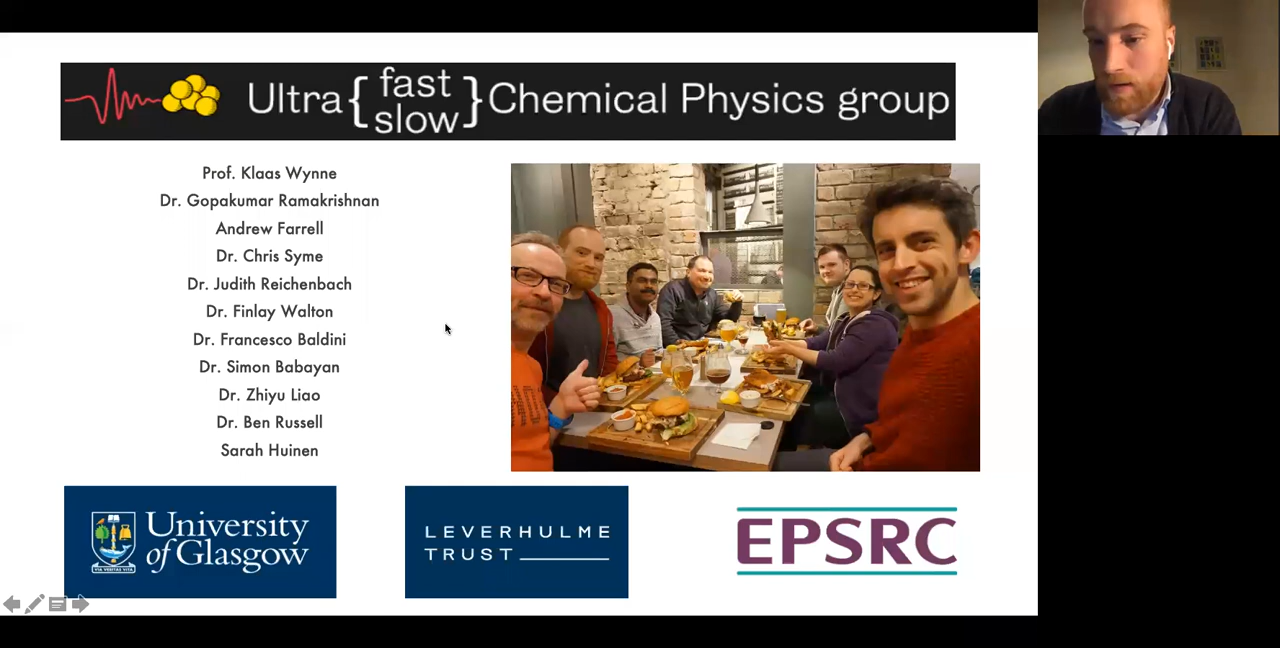 Ultra{fast
slow}Chemical Physics group
Prof. Klaas Wynne
Dr. Gopakumar Ramakrishnan
Andrew Farrell
Dr. Chris Syme
Dr. Judith Reichenbach
Dr. Finlay Walton
Dr. Francesco Baldini
Dr. Simon Babayan
Dr. Zhiyu Liao
Dr. Ben Russell
Sarah Huinen
University
of Glasgow
VIA VERITAS VITA
LEVERHULME
TRUST
EPSRC